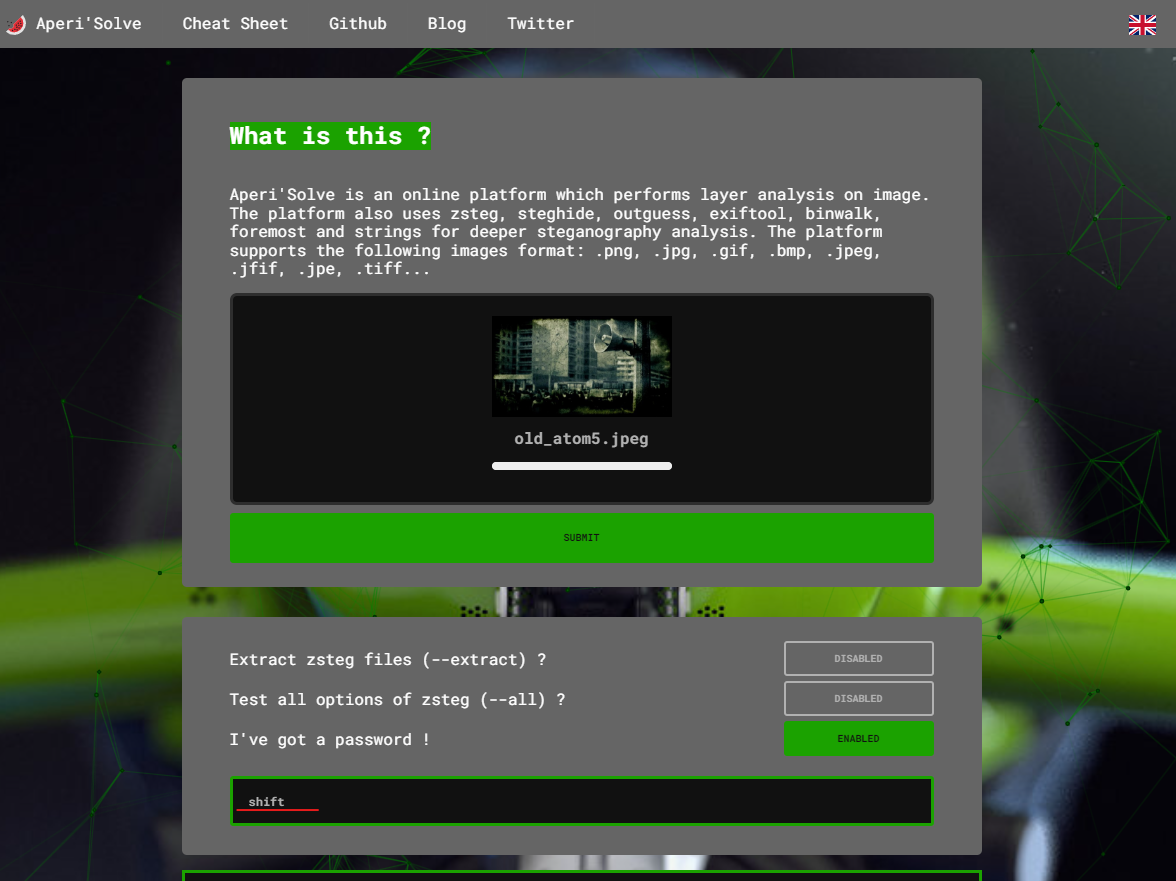 Aperi'Solve Cheat Sheet Github Blog Twitter
What is this ?
Aperi'Solve is an online platform which performs layer analysis on image.
The platform also uses zsteg, steghide, outguess, exiftool, binwalk,
foremost and strings for deeper steganography analysis. The platform
supports the following images format: .png, .jpg, .gif, .bmp, .jpeg,
.jfif, .jpe, .tiff...
old_atom5.jpeg
SUBMIT
Extract zsteg files (--extract) ? DISABLED
Test all options of zsteg (--all) ? DISABLED
I've got a password ! ENABLED
shift